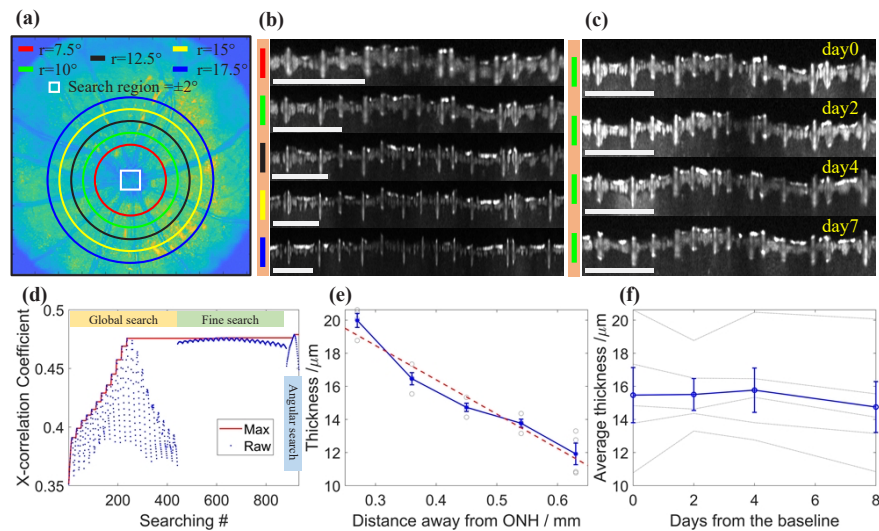 (a)
r=7.5°
r=15°
r=12.5°
r=10°
r=17.5°
Search region =±2°
(b)
(c)
day0
day2
day4
day7
(d)
0.5
0.45
0.4
0.35
X-correlation Coefficient
Global search
Fine search
Angular search
Max
Raw
200
400
600
800
Searching #
(e)
20
18
16
14
12
10
0
Thickness /μm
0.3
0.4
0.5
0.6
Distance away from ONH / mm
(f)
20
18
16
14
12
10
0
Average thickness /μm
0
2
4
6
8
Days from the baseline